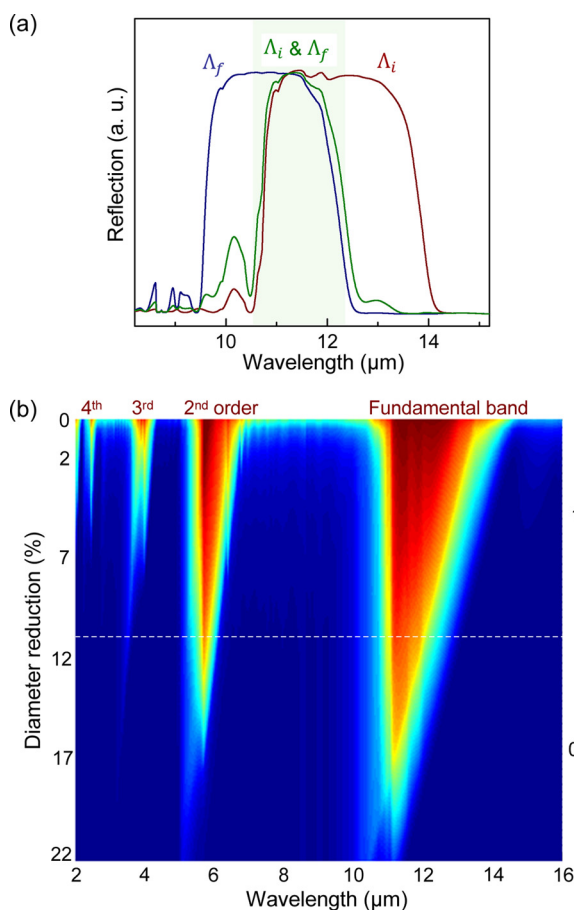 (a)
Λf
Λi & Λf
Λi
Reflection (a. u.)
10
12
14
Wavelength (µm)
(b)
4th
3rd
2nd order
Fundamental band
0
2
7
12
17
22
Diameter reduction (%)
2
4
6
8
10
12
14
16
Wavelength (µm)
0